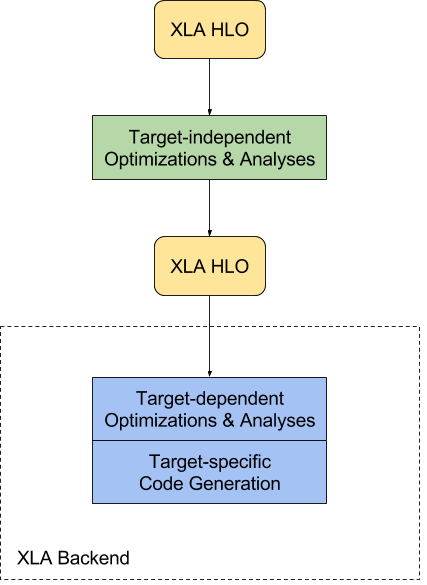 XLA HLO
Target-independent
Optimizations & Analyses
XLA HLO
Target-dependent
Optimizations & Analyses
Target-specific
Code Generation
XLA Backend